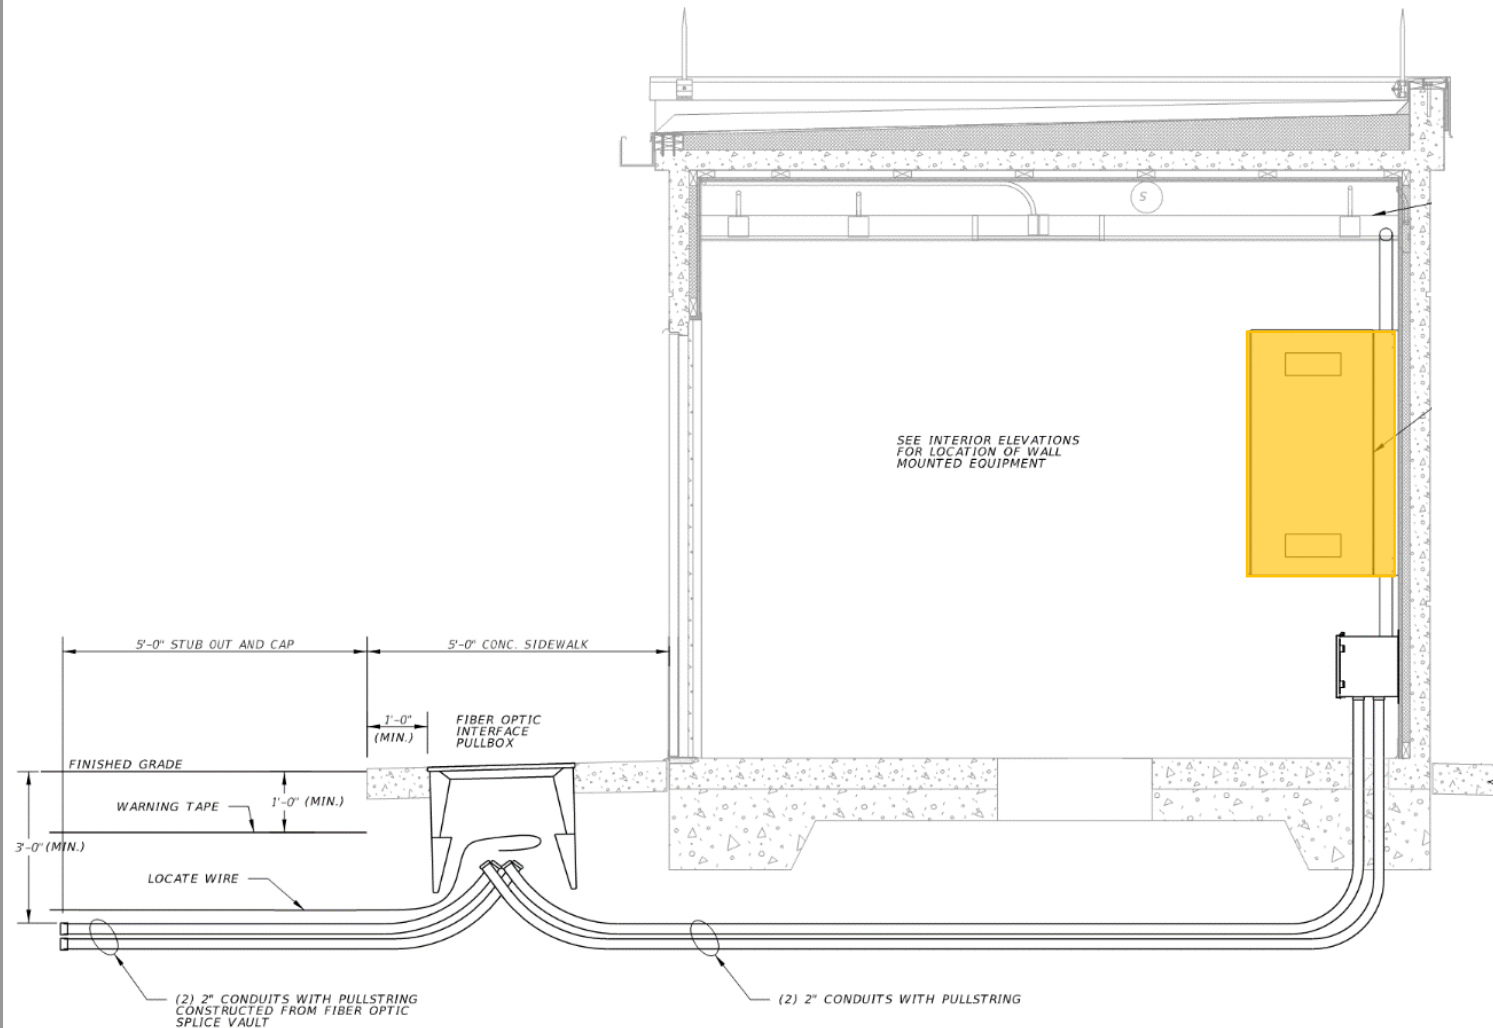 S
SEE INTERIOR ELEVATIONS
FOR LOCATION OF WALL
MOUNTED EQUIPMENT
5'-0" STUB OUT AND CAP
5'-0" CONC. SIDEWALK
1'-0"
(MIN.)
FIBER OPTIC
INTERFACE
PULLBOX
FINISHED GRADE
WARNING TAPE
1'-0" (MIN.)
3'-0" (MIN.)
LOCATE WIRE
(2) 2" CONDUITS WITH PULLSTRING
CONSTRUCTED FROM FIBER OPTIC
SPLICE VAULT
(2) 2" CONDUITS WITH PULLSTRING